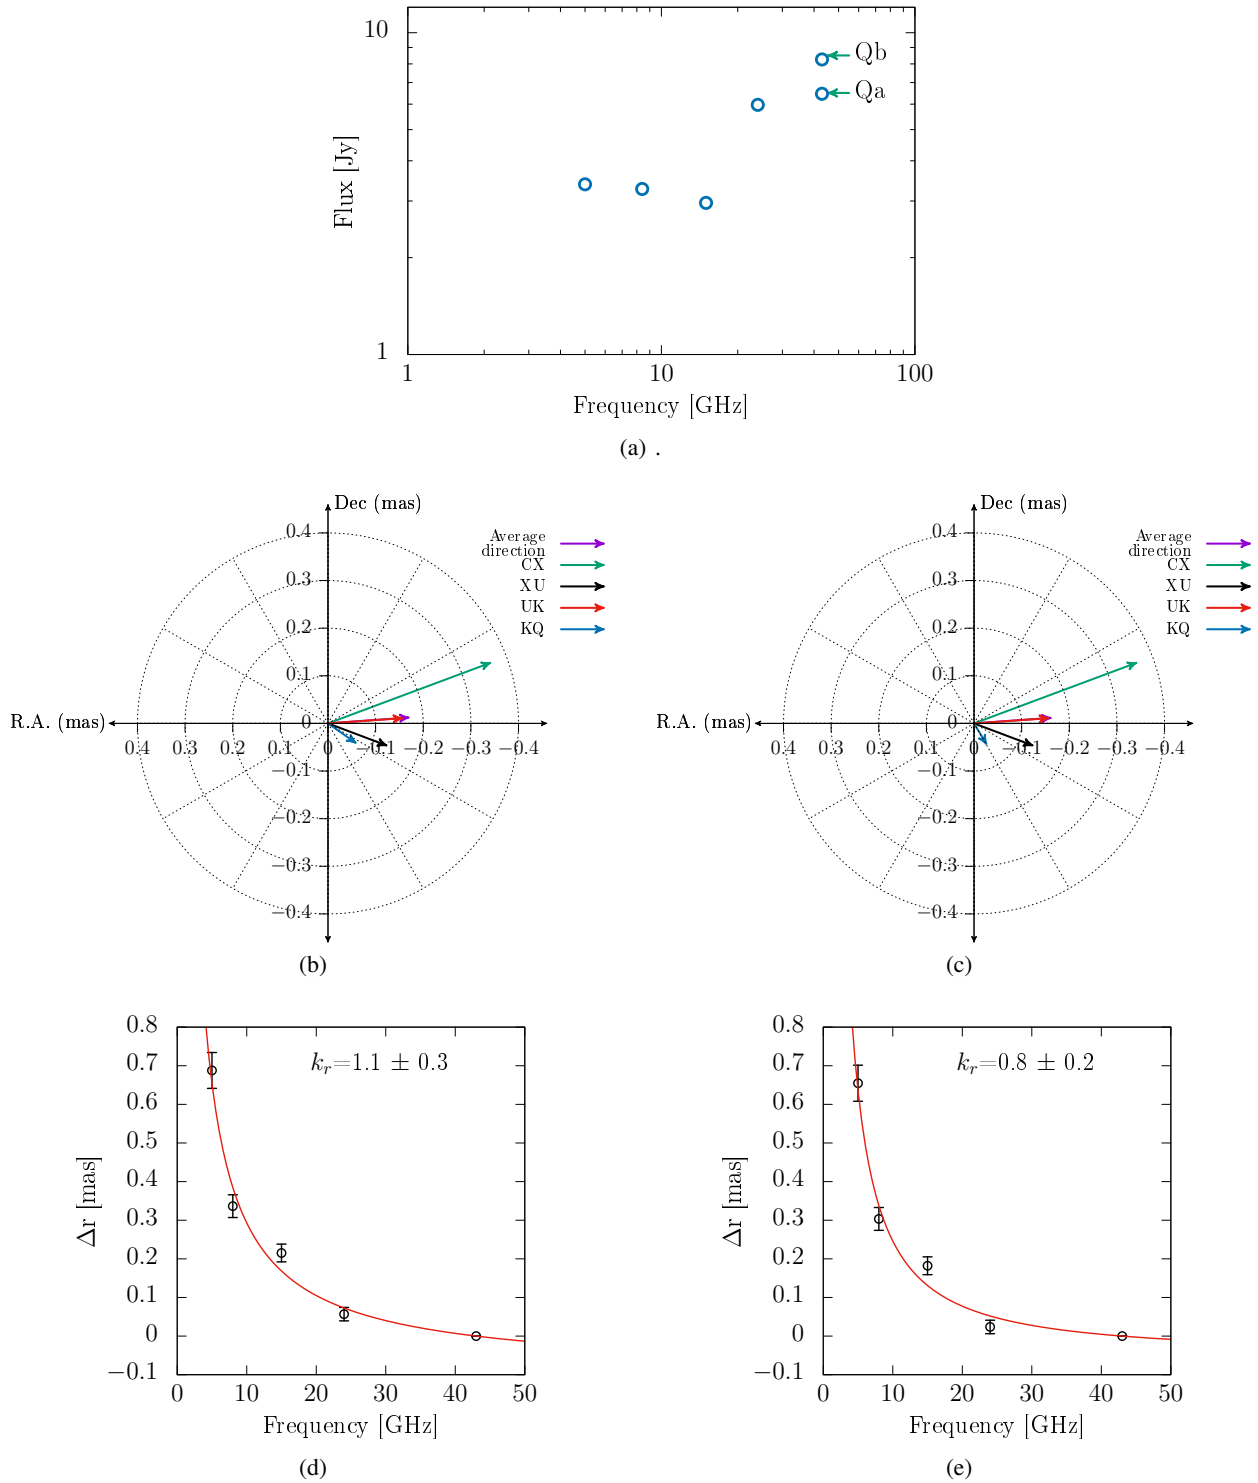 10
Qb
Qa
Flux [Jy]
1
1 10 100
Frequency [GHz]
(a) .
Dec (mas)
0.4
0.3
0.2
0.1
0
−0.1
−0.2
−0.3
−0.4
Average
direction
CX
XU
UK
KQ
R.A. (mas)
0.4 0.3 0.2 0.1 0 −0.1 −0.2 −0.3 −0.4
(b)
Dec (mas)
0.4
0.3
0.2
0.1
0
−0.1
−0.2
−0.3
−0.4
Average
direction
CX
XU
UK
KQ
R.A. (mas)
0.4 0.3 0.2 0.1 0 −0.1 −0.2 −0.3 −0.4
(c)
0.8
0.7
0.6
0.5
0.4
0.3
0.2
0.1
0
−0.1
Δr [mas]
k_r=1.1 ± 0.3
0 10 20 30 40 50
Frequency [GHz]
(d)
0.8
0.7
0.6
0.5
0.4
0.3
0.2
0.1
0
−0.1
Δr [mas]
k_r=0.8 ± 0.2
0 10 20 30 40 50
Frequency [GHz]
(e)